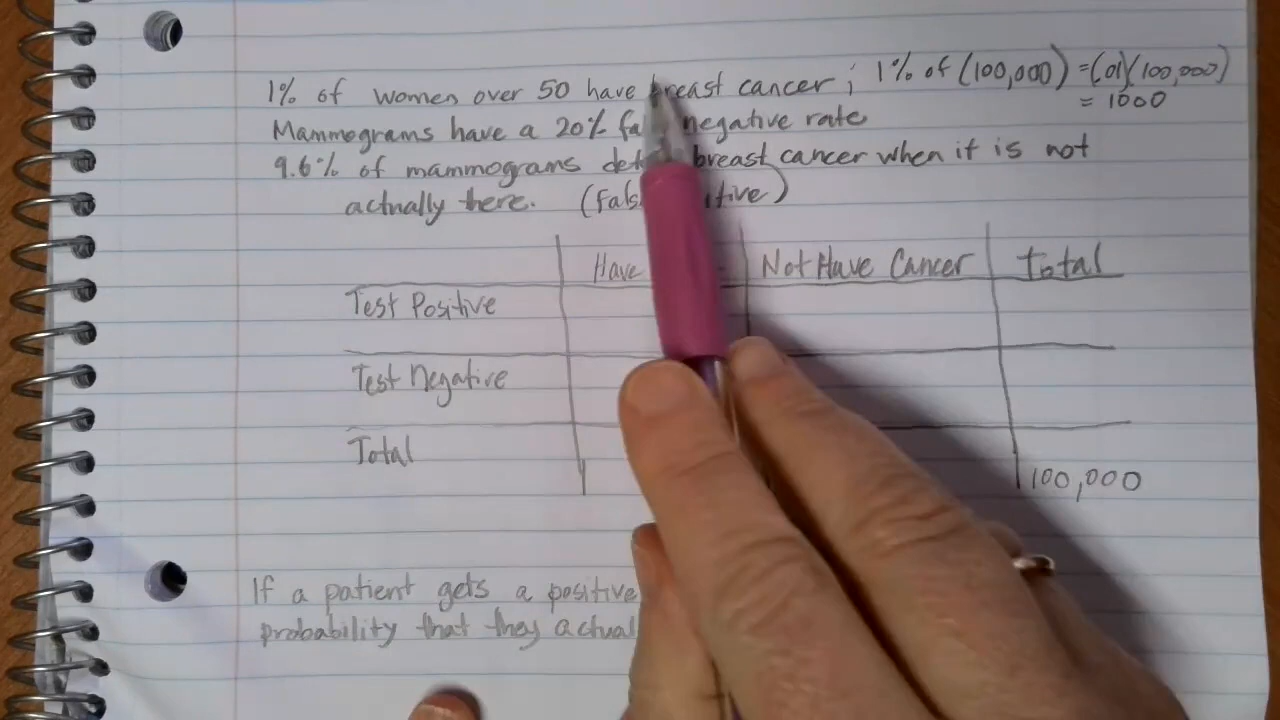 1% of women over 50 have breast cancer; 1% of (100,000) = (.01)(100,000)
= 1000
Mammograms have a 20% negative rate
9.6% of mammograms breast cancer when it is not
actually there.
Have Not Have Cancer Total
Test Positive
Test Negative
Total
100,000
If a patient gets a positive
probability that they